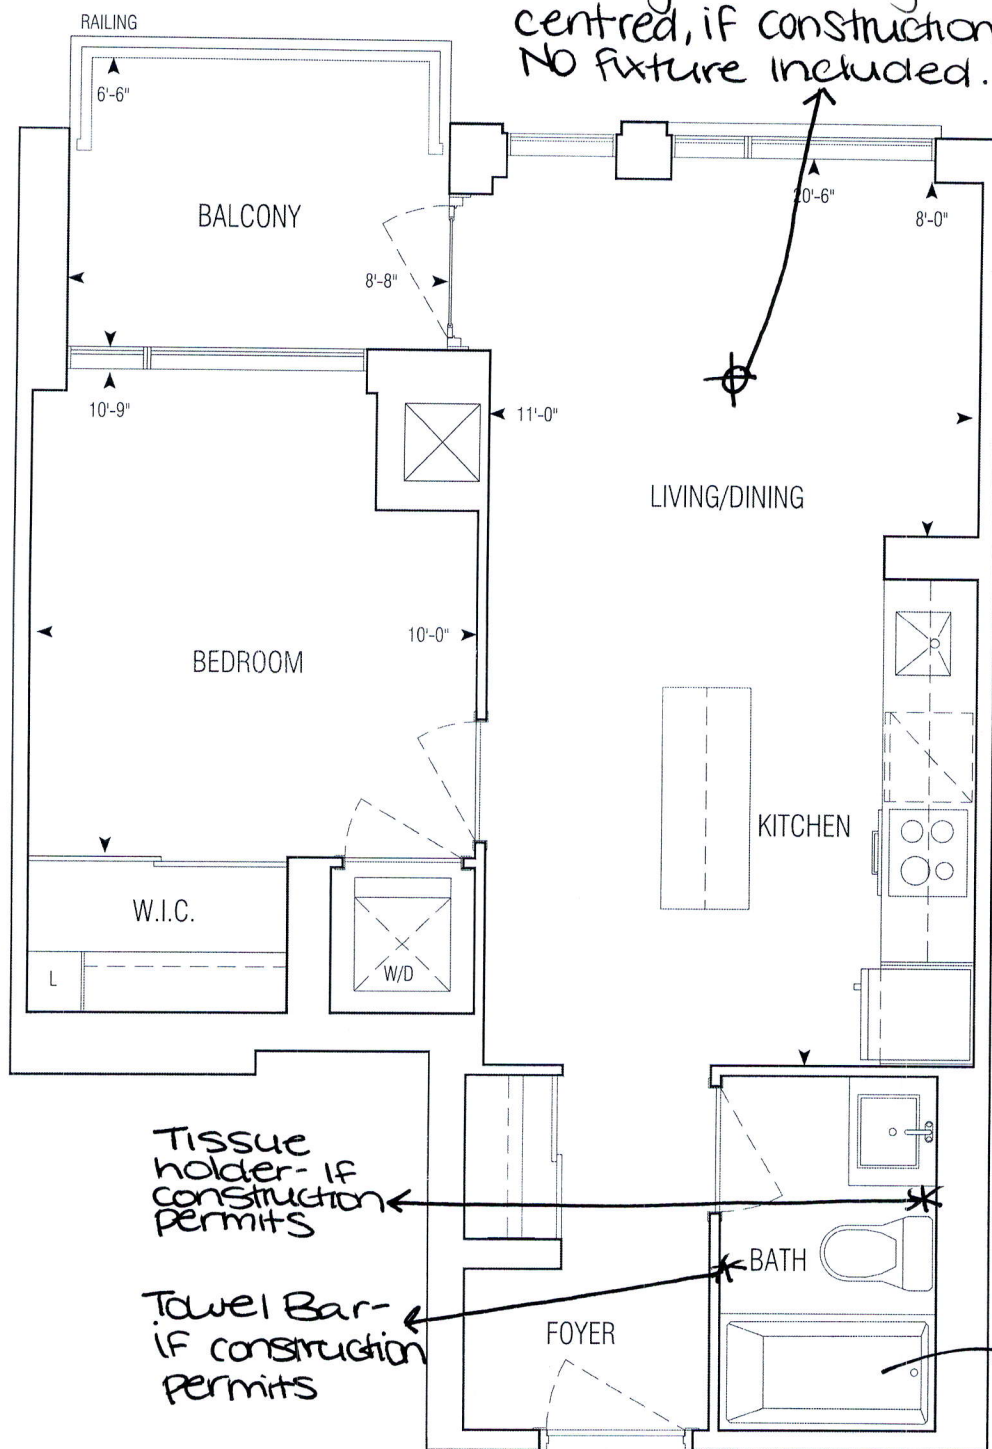 centred, if construction
No fixture included.
RAILING
6'-6"
BALCONY
20'-6"
8'-0"
8'-8"
10'-9"
11'-0"
LIVING/DINING
10'-0"
BEDROOM
KITCHEN
W.I.C.
L
W/D
Tissue
holder- if
construction
permits
BATH
Towel Bar-
if construction
permits
FOYER